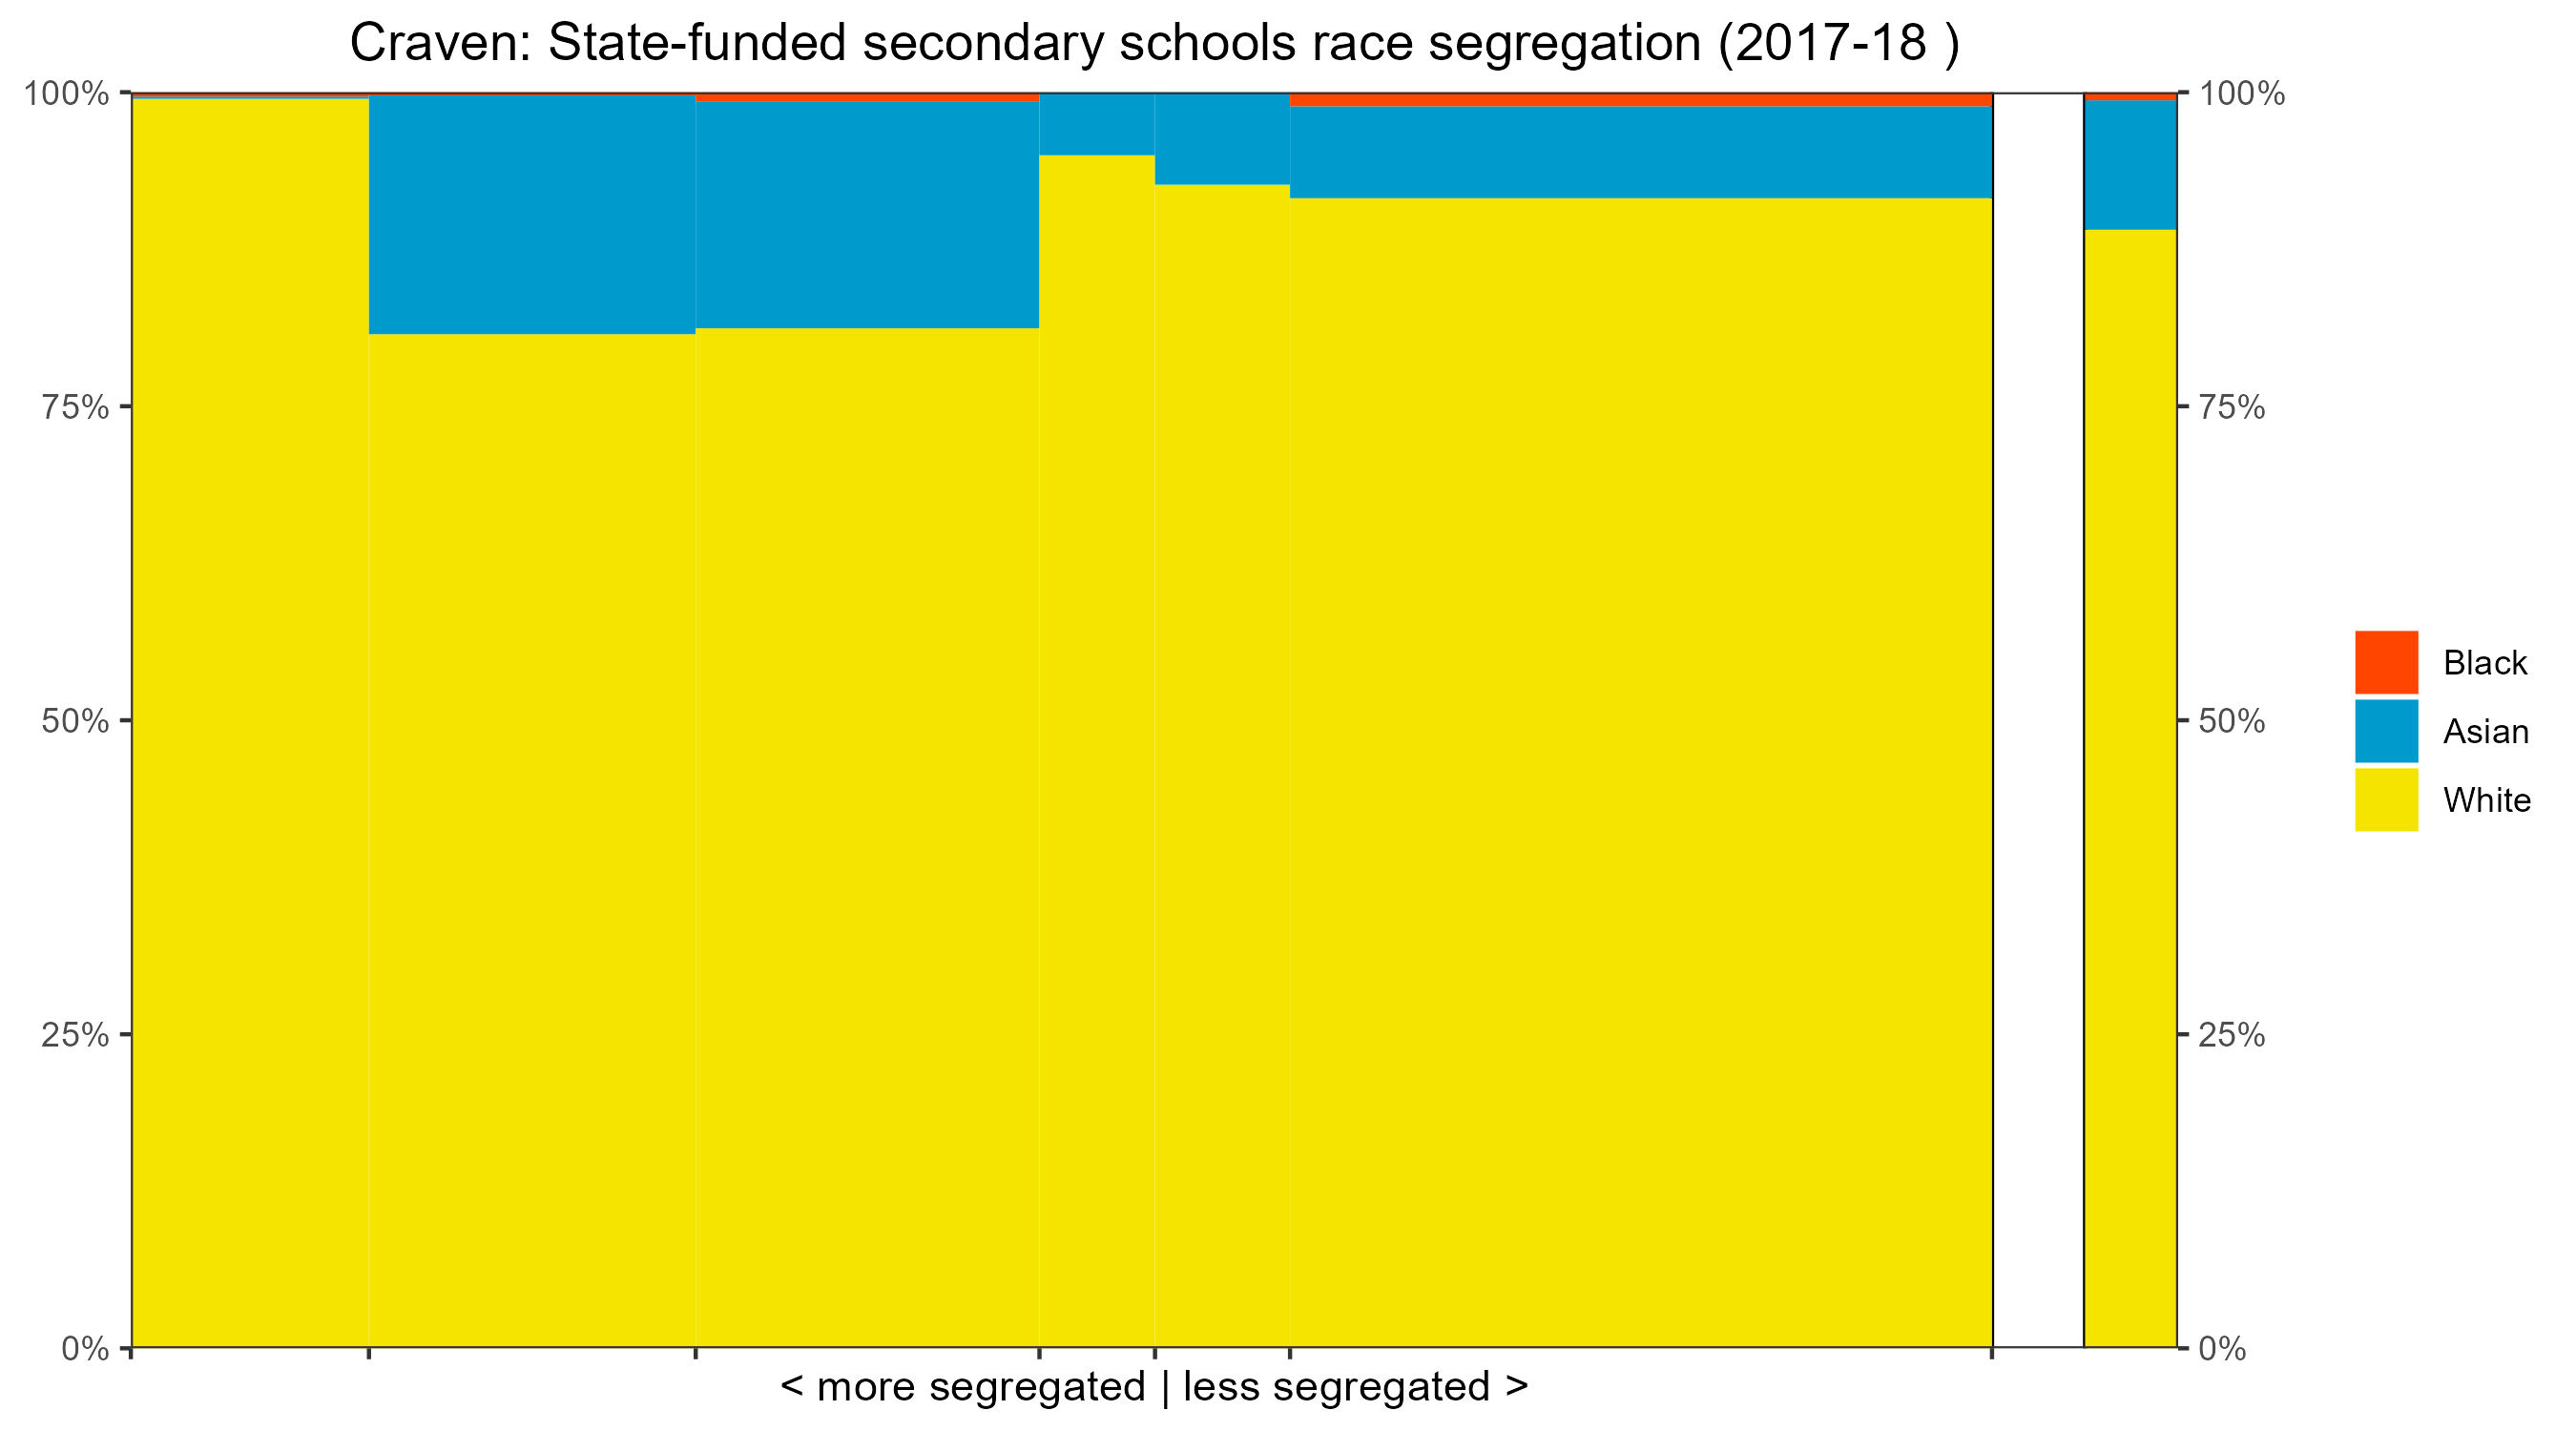 Craven: State-funded secondary schools race segregation (2017-18 )
100%
75%
50%
25%
0%
100%
75%
50%
25%
0%
< more segregated | less segregated >
Black
Asian
White